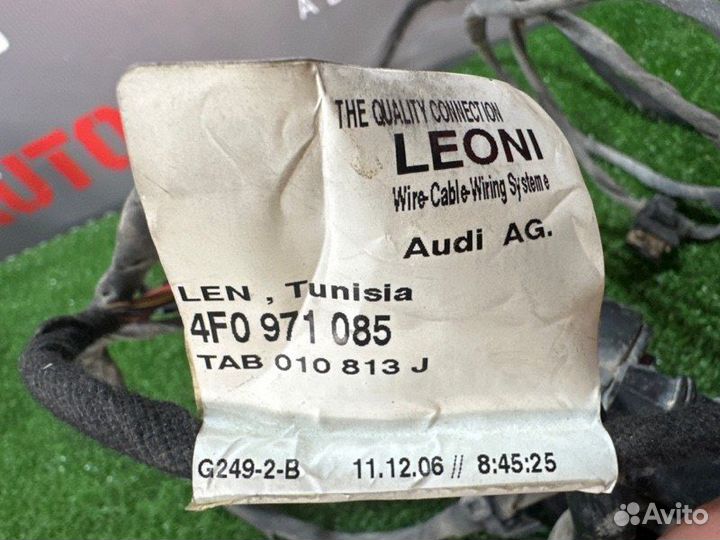 THE QUALITY CONNECTION
LEONI
Wire-Cable-Wiring Systeme
Audi AG.
LEN , Tunisia
4F0 971 085
TAB 010 813 J
G249-2-B 11.12.06 // 8:45:25
Avito